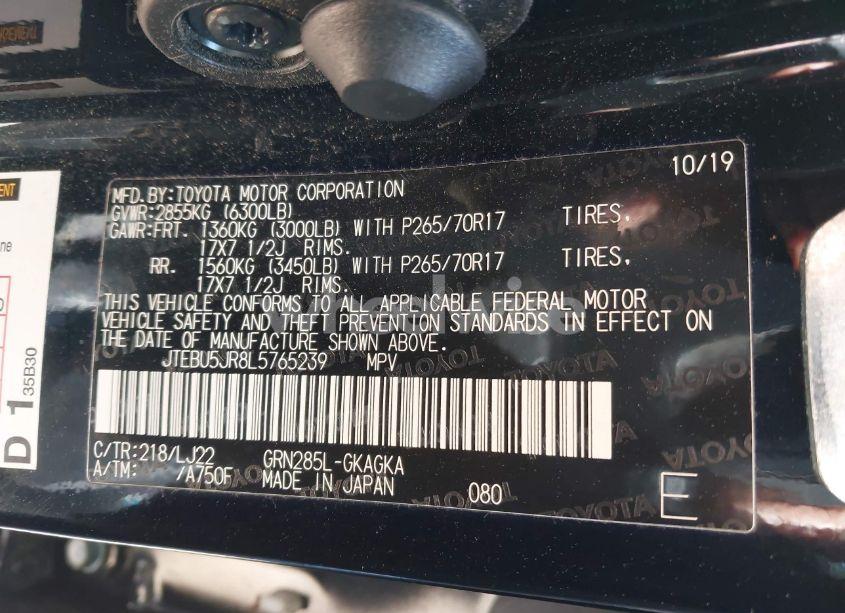 10/19
MFD.BY:TOYOTA MOTOR CORPORATION
GVWR:2855KG (6300LB)
GAWR:FRT. 1360KG (3000LB) WITH P265/70R17 TIRES,
17X7 1/2J RIMS.
RR. 1560KG (3450LB) WITH P265/70R17 TIRES,
17X7 1/2J RIMS.
THIS VEHICLE CONFORMS TO ALL APPLICABLE FEDERAL MOTOR
VEHICLE SAFETY AND THEFT PREVENTION STANDARDS IN EFFECT ON
THE DATE OF MANUFACTURE SHOWN ABOVE.
JTEBU5JR8L5765239 MPV
C/TR:218/LJ22 GRN285L-GKAGKA
A/TM: /A750F MADE IN JAPAN 080 E
D 1 35B30